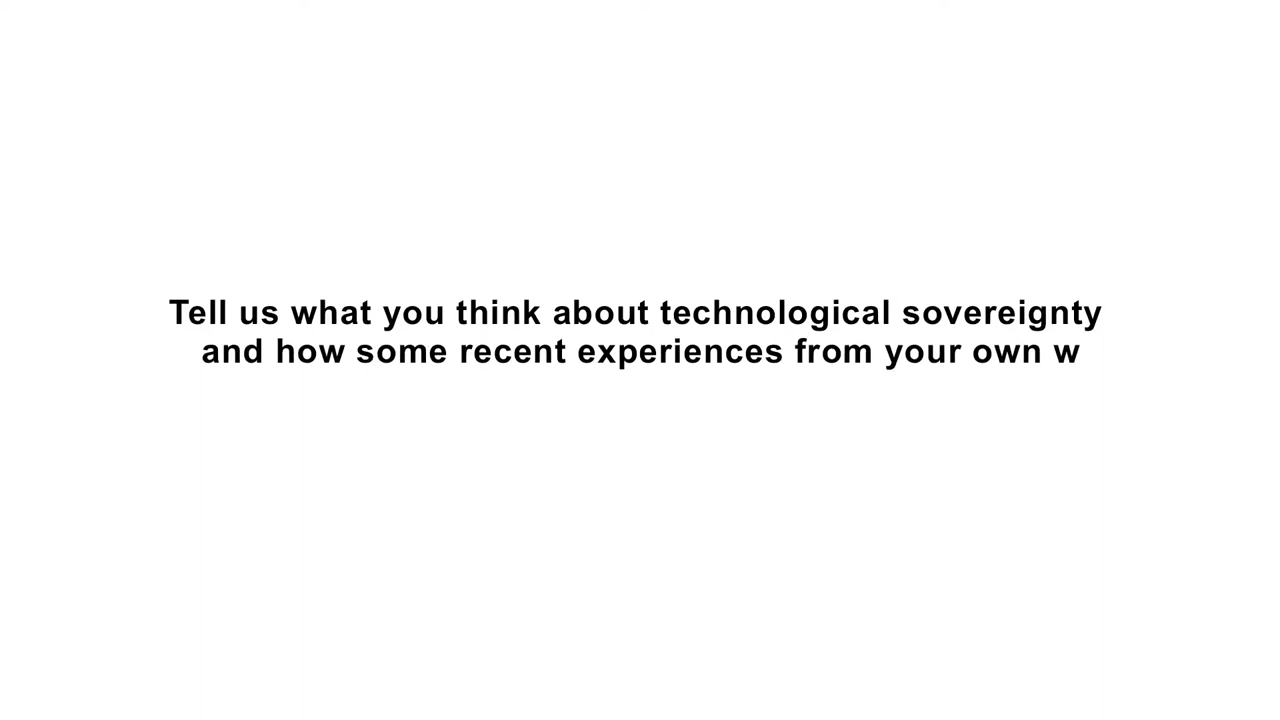 Tell us what you think about technological sovereignty
and how some recent experiences from your own w